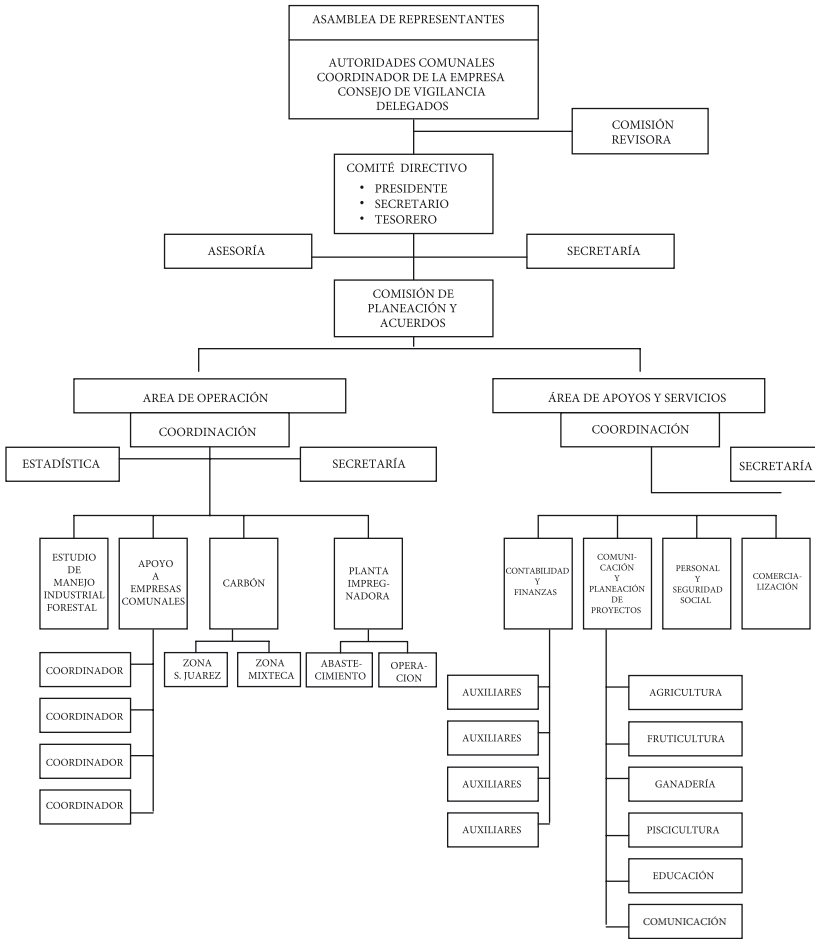 ASAMBLEA DE REPRESENTANTES
AUTORIDADES COMUNALES
COORDINADOR DE LA EMPRESA
CONSEJO DE VIGILANCIA
DELEGADOS
COMISIÓN
REVISORA
COMITÉ DIRECTIVO
• PRESIDENTE
• SECRETARIO
• TESORERO
ASESORÍA
SECRETARÍA
COMISIÓN DE
PLANEACIÓN Y
ACUERDOS
AREA DE OPERACIÓN
COORDINACIÓN
ÁREA DE APOYOS Y SERVICIOS
COORDINACIÓN
ESTADÍSTICA
SECRETARÍA
SECRETARÍA
ESTUDIO
DE
MANEJO
INDUSTRIAL
FORESTAL
APOYO
A
EMPRESAS
COMUNALES
CARBÓN
PLANTA
IMPREG-
NADORA
CONTABILIDAD
Y
FINANZAS
COMUNI-
CACIÓN
Y
PLANEACIÓN
DE
PROYECTOS
PERSONAL
Y
SEGURIDAD
SOCIAL
COMERCIA-
LIZACIÓN
COORDINADOR
COORDINADOR
COORDINADOR
COORDINADOR
ZONA
S. JUAREZ
ZONA
MIXTECA
ABASTE-
CIMIENTO
OPERA-
CION
AUXILIARES
AUXILIARES
AUXILIARES
AUXILIARES
AGRICULTURA
FRUTICULTURA
GANADERÍA
PISCICULTURA
EDUCACIÓN
COMUNICACIÓN